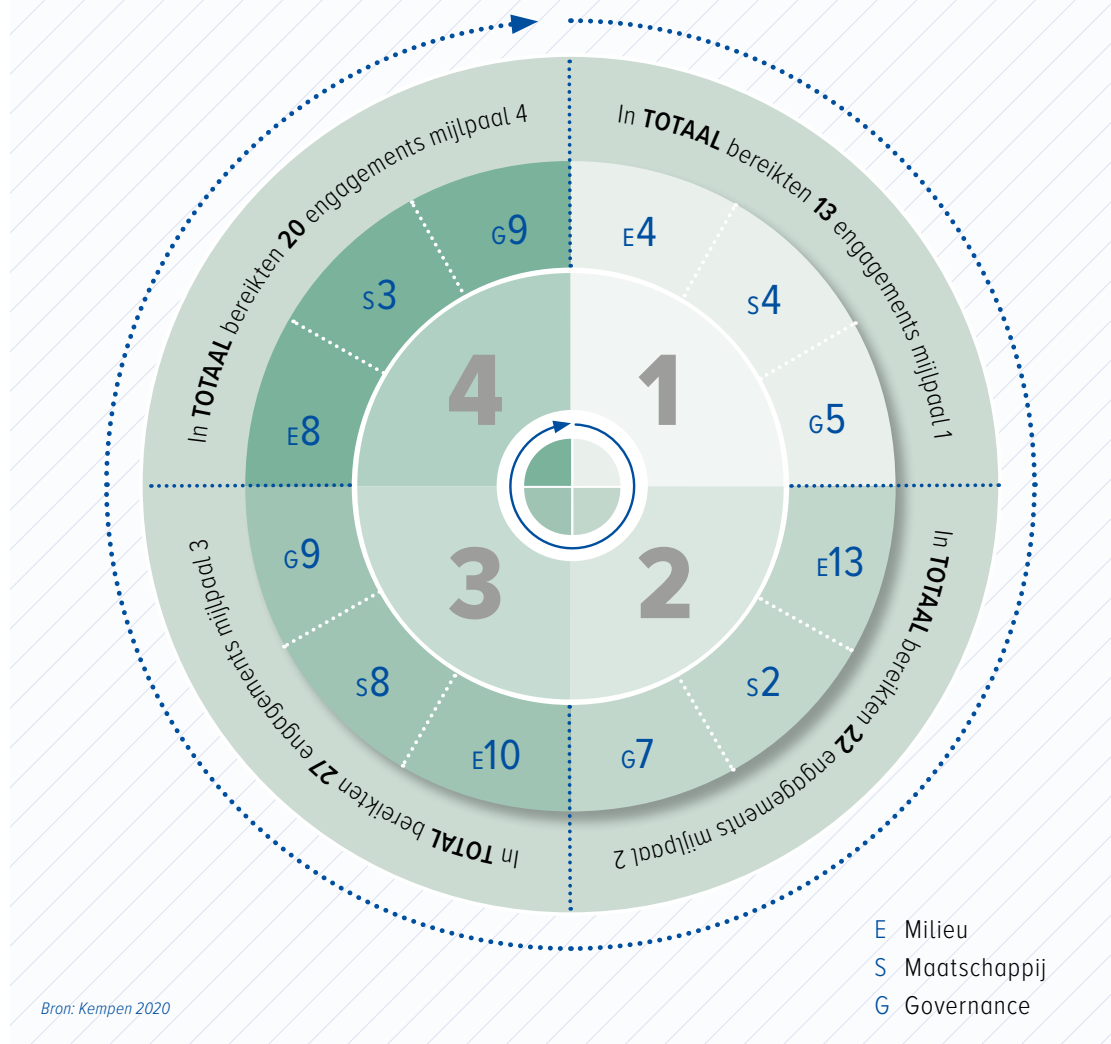 In TOTAAL bereikten 13 engagements mijlpaal 1
E4
S4
G5
1
In TOTAAL bereikten 22 engagements mijlpaal 2
E13
S2
G7
2
In TOTAL bereikten 27 engagements mijlpaal 3
E10
S8
G9
3
In TOTAAL bereikten 20 engagements mijlpaal 4
E8
S3
G9
4
E Milieu
S Maatschappij
G Governance
Bron: Kempen 2020